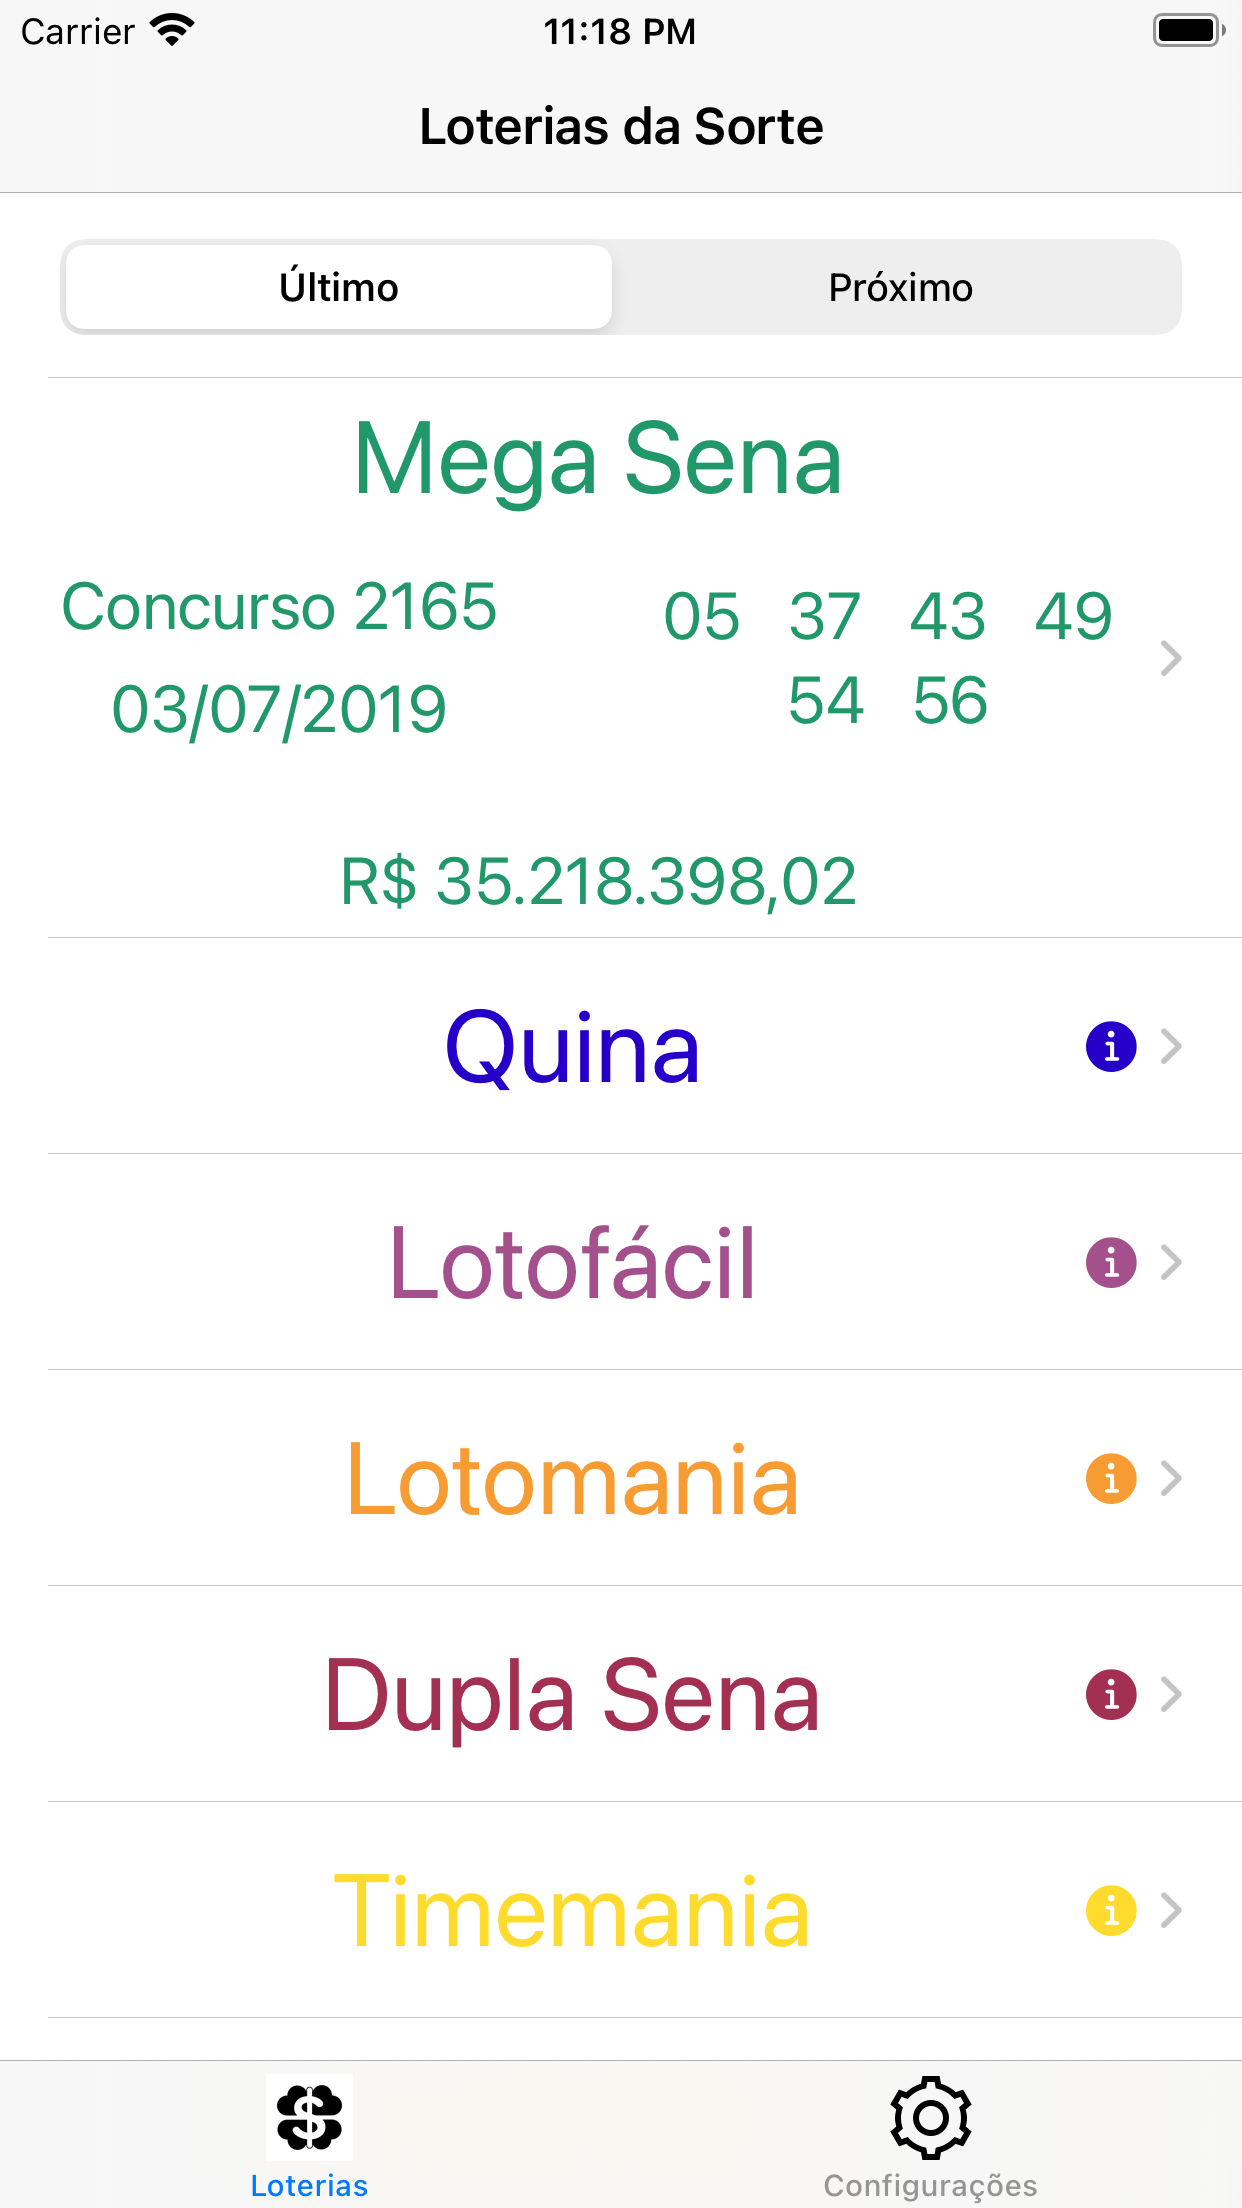 Carrier 11:18 PM
Loterias da Sorte
Último Próximo
Mega Sena
Concurso 2165
03/07/2019
05 37 43 49
54 56
R$ 35.218.398,02
Quina
Lotofácil
Lotomania
Dupla Sena
Timemania
Loterias Configurações